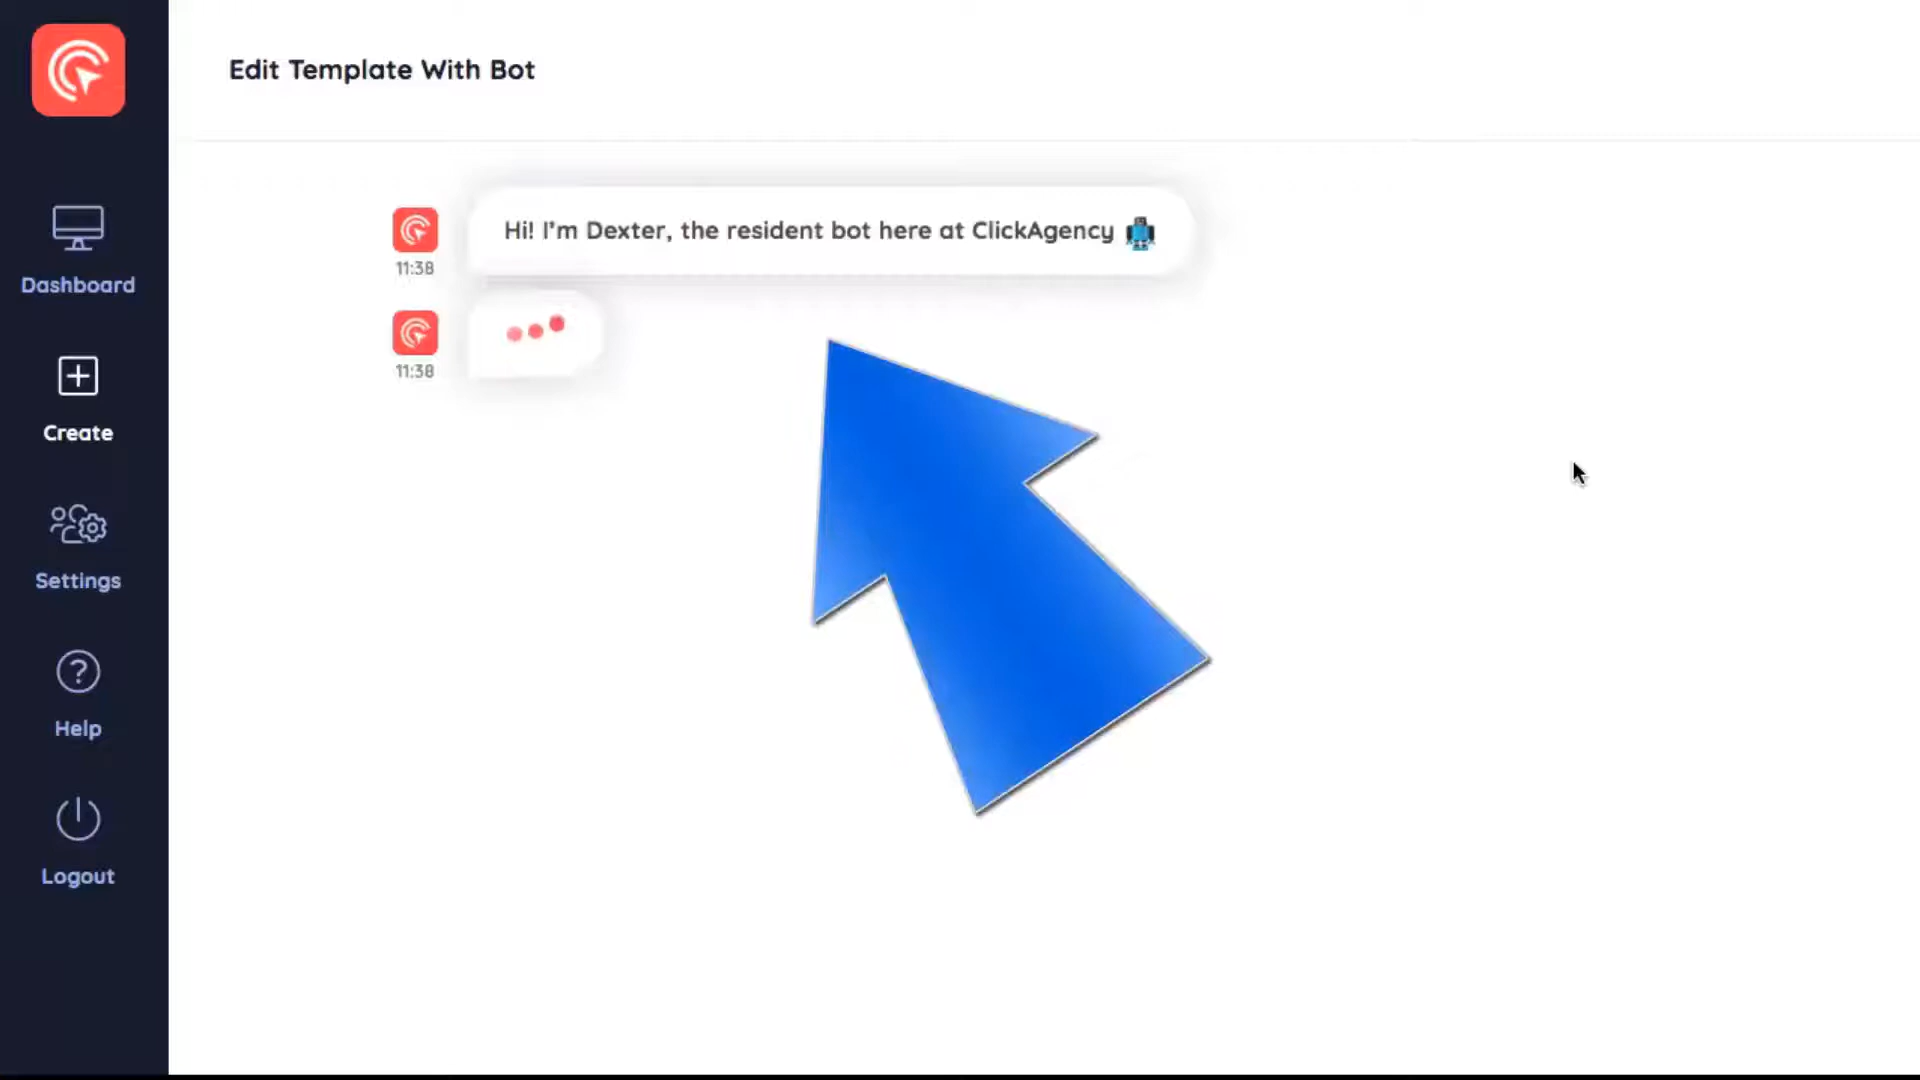 Edit Template With Bot
Hi! I'm Dexter, the resident bot here at ClickAgency
11:38
11:38
Dashboard
Create
Settings
Help
Logout